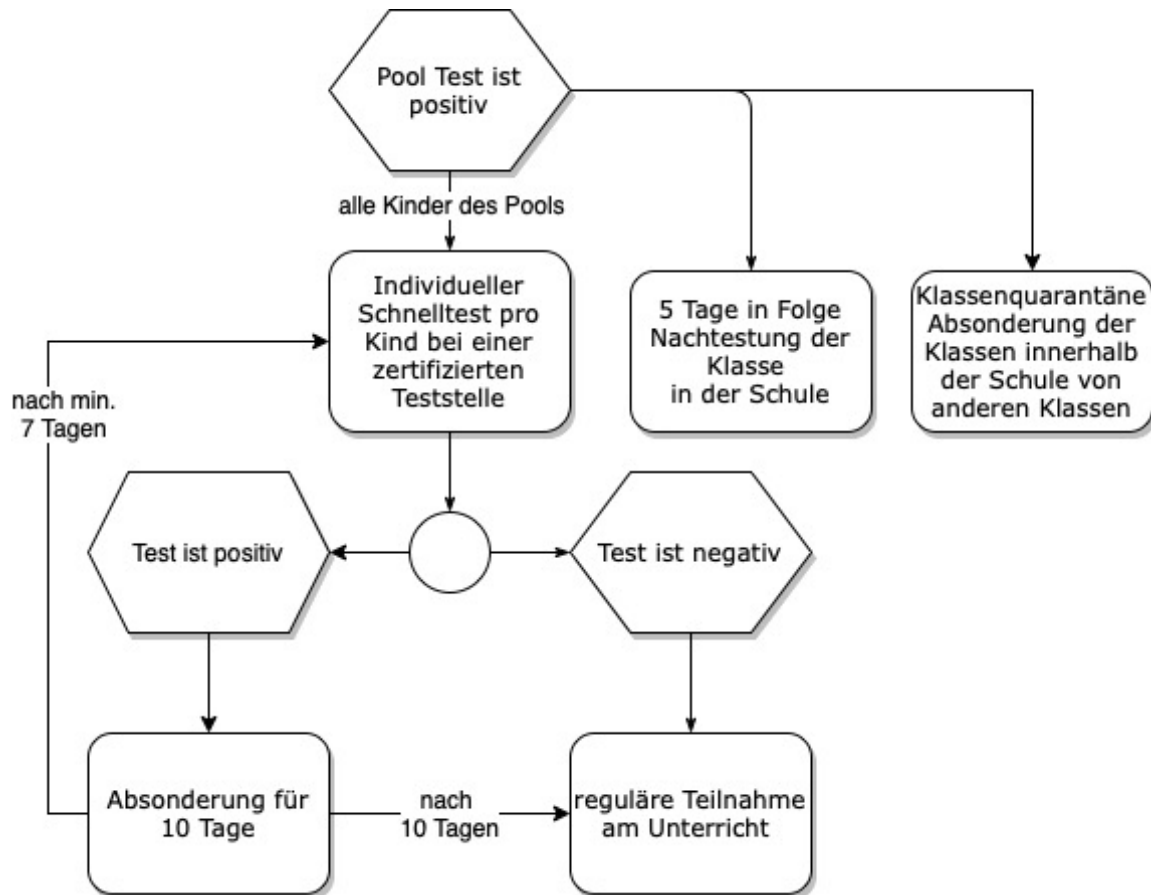 Pool Test ist
positiv
alle Kinder des Pools
Individueller
Schnelltest pro
Kind bei einer
zertifizierten
Teststelle
5 Tage in Folge
Nachtestung der
Klasse
in der Schule
Klassenquarantäne
Absonderung der
Klassen innerhalb
der Schule von
anderen Klassen
nach min.
7 Tagen
Test ist positiv
Test ist negativ
Absonderung für
10 Tage
nach
10 Tagen
reguläre Teilnahme
am Unterricht